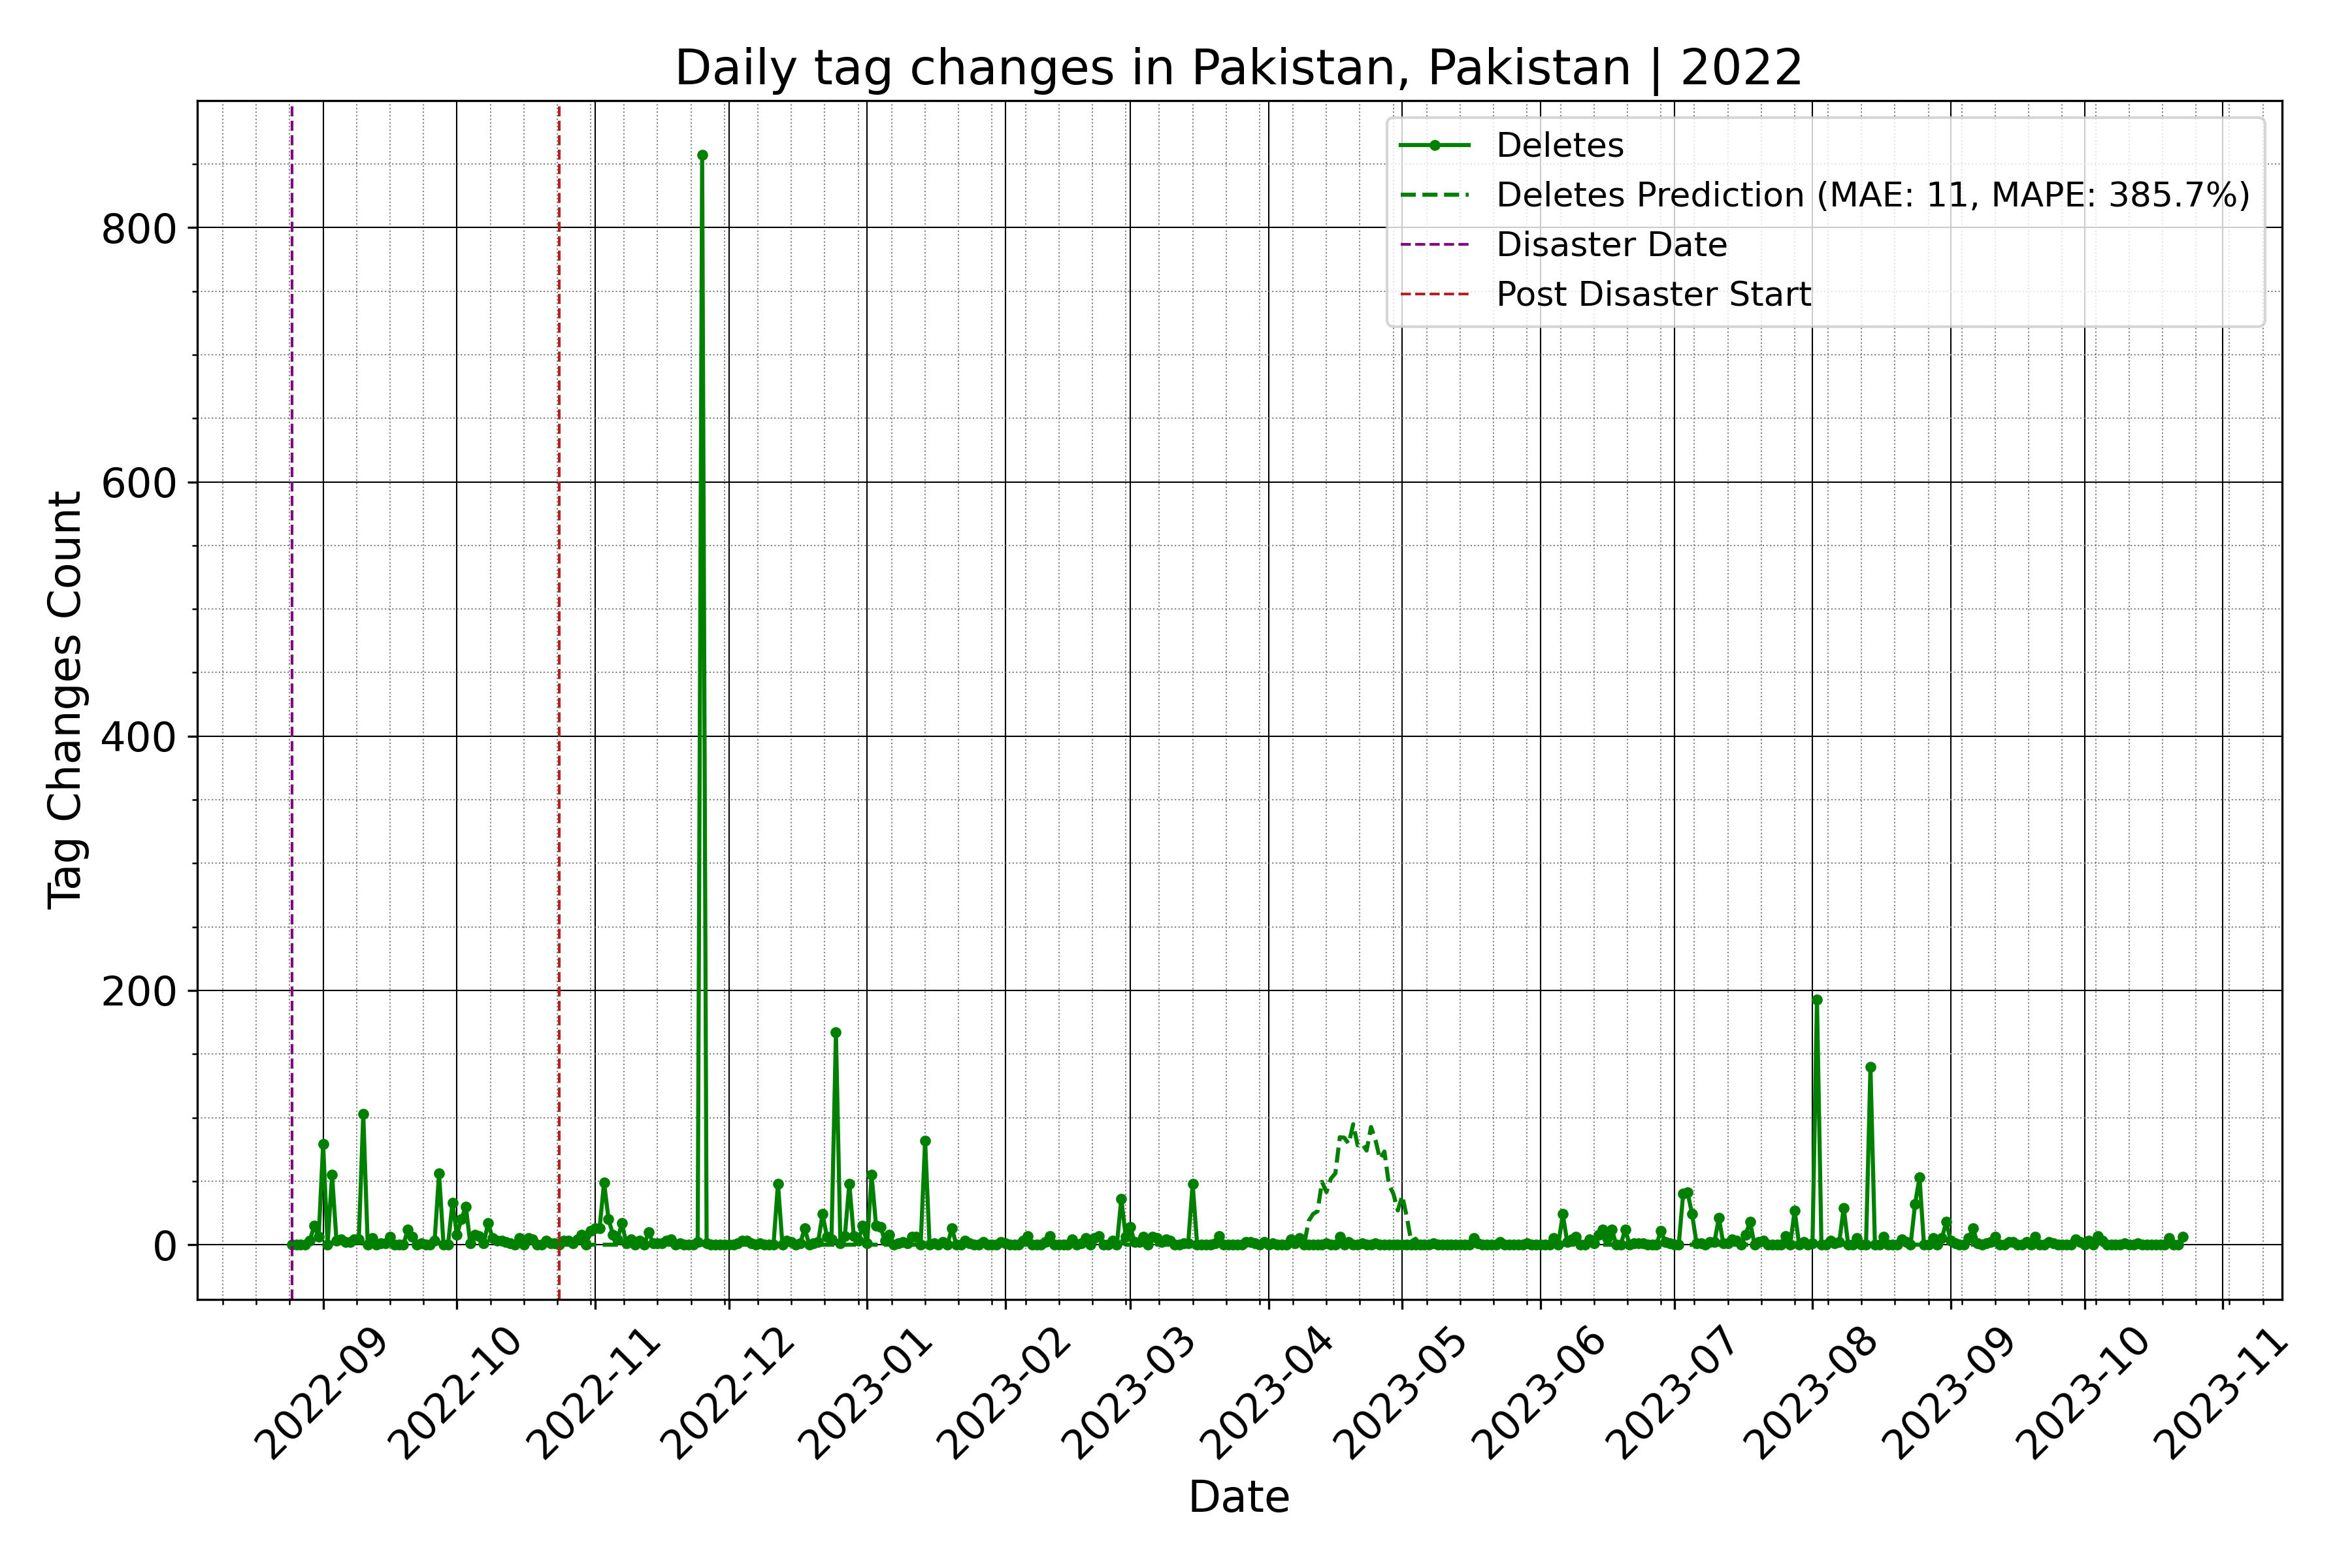 Daily tag changes in Pakistan, Pakistan | 2022
Deletes
Deletes Prediction (MAE: 11, MAPE: 385.7%)
Disaster Date
Post Disaster Start
800
600
400
200
0
Tag Changes Count
2022-09
2022-10
2022-11
2022-12
2023-01
2023-02
2023-03
2023-04
2023-05
2023-06
2023-07
2023-08
2023-09
2023-10
2023-11
Date